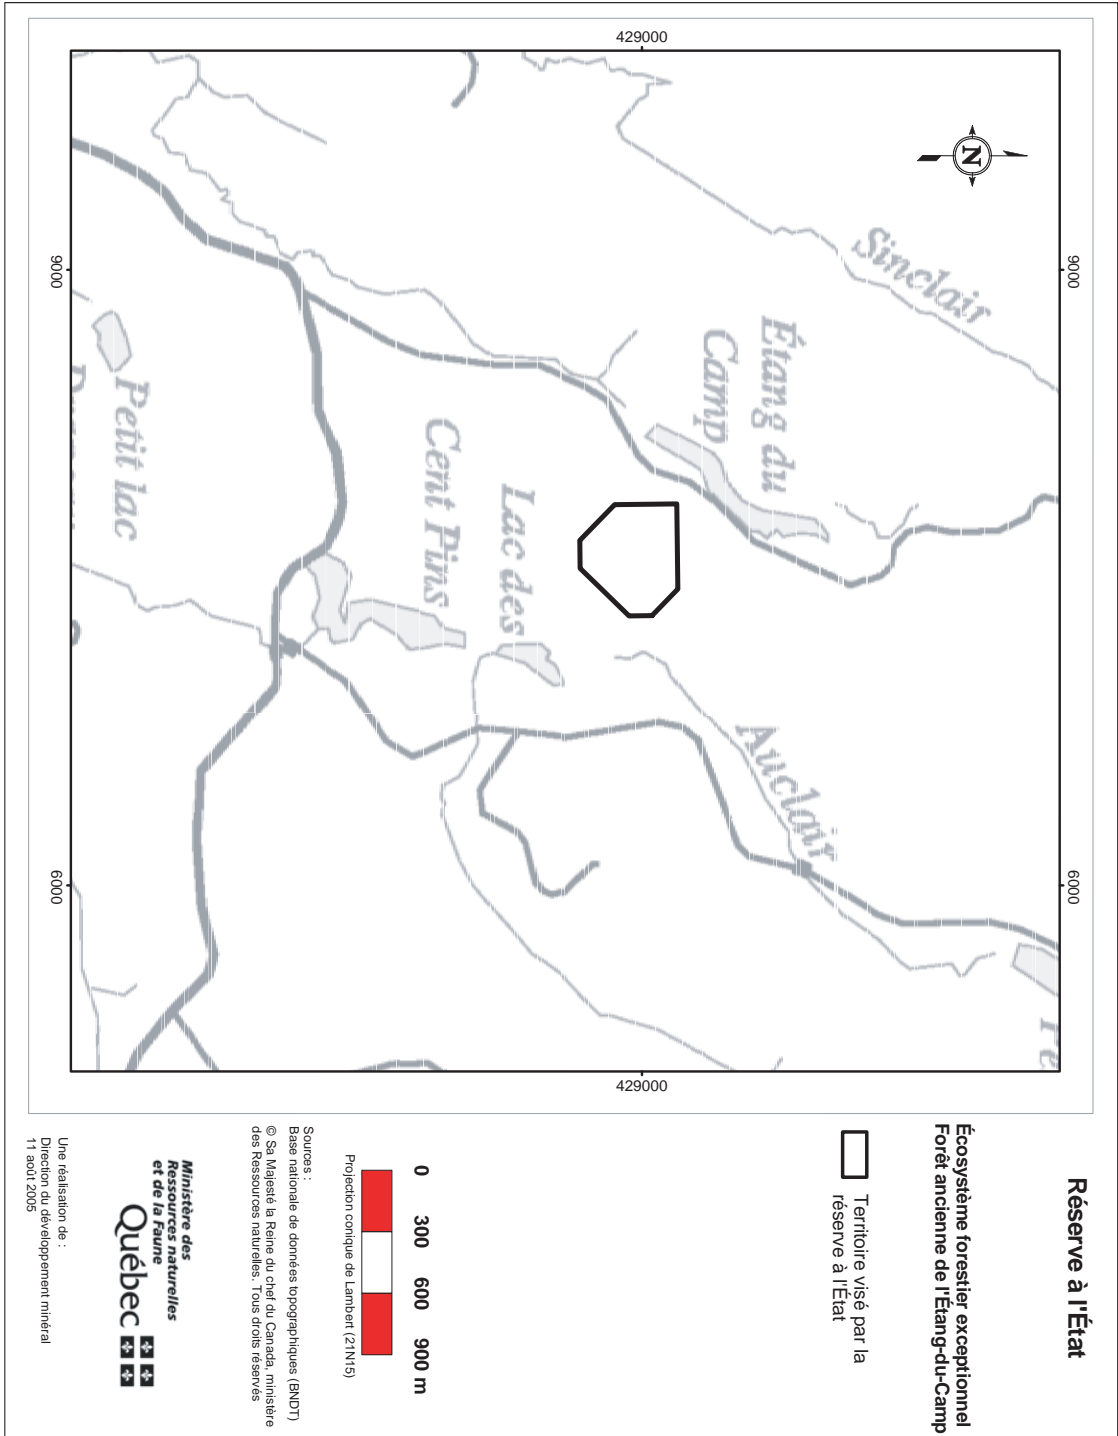 Réserve à l'État
Écosystème forestier exceptionnel
Forêt ancienne de l'Étang-du-Camp
Territoire visé par la
réserve à l'État
0 300 600 900 m
Projection conique de Lambert (21N15)
Sources :
Base nationale de données topographiques (BNDT)
© Sa Majesté la Reine du chef du Canada, ministère
des Ressources naturelles. Tous droits réservés
Ministère des
Ressources naturelles
et de la Faune
Québec
Une réalisation de :
Direction du développement minéral
11 août 2005
429000
9000
6000
N
Sinclair
Étang du
Camp
Lac des
Cent Pins
Auclair
Petit lac
Pe
9000
6000
429000